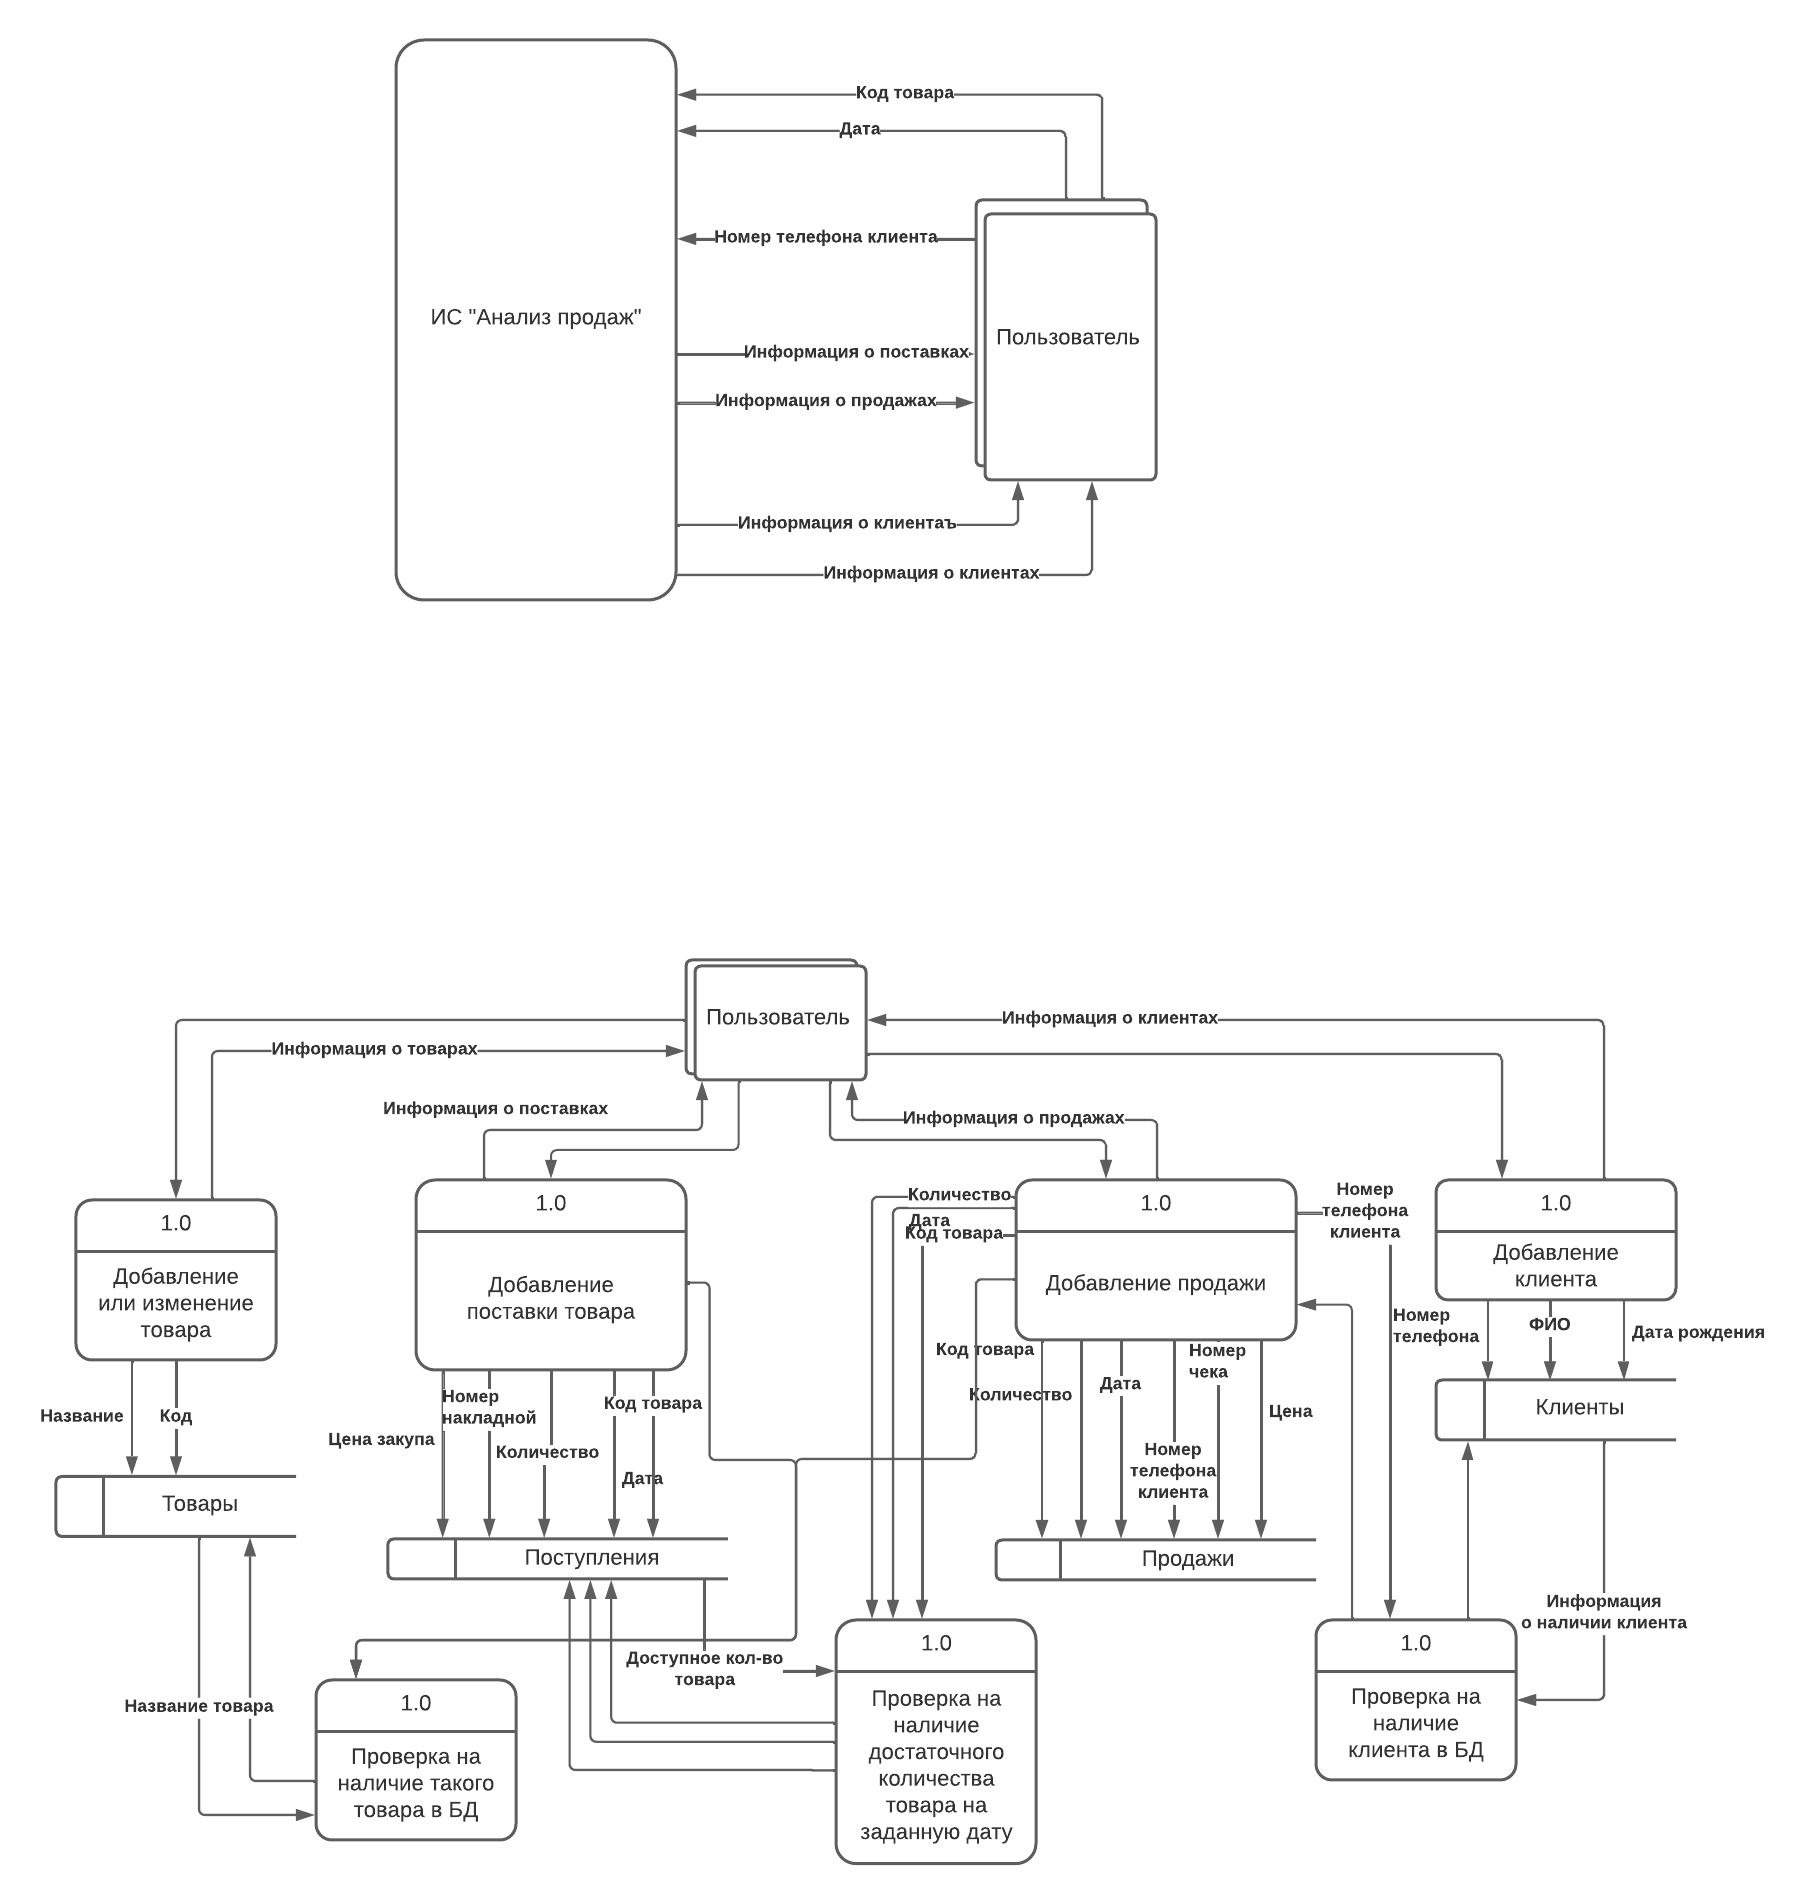 Код товара
Дата
Номер телефона клиента
ИС "Анализ продаж"
Пользователь
Информация о поставках
Информация о продажах
Информация о клиентаъ
Информация о клиентах
Пользователь
Информация о клиентах
Информация о товарах
Информация о поставках
Информация о продажах
1.0
Добавление
или изменение
товара
1.0
Добавление
поставки товара
Количество
Дата
Код товара
1.0
Добавление продажи
Номер
телефона
клиента
1.0
Добавление
клиента
Название
Код
Номер
накладной
Цена закупа
Количество
Код товара
Дата
Код товара
Количество
Дата
Номер
телефона
клиента
Номер
чека
Цена
Номер
телефона
ФИО
Дата рождения
Товары
Поступления
Продажи
Клиенты
Название товара
1.0
Проверка на
наличие такого
товара в БД
Доступное кол-во
товара
1.0
Проверка на
наличие
достаточного
количества
товара на
заданную дату
1.0
Проверка на
наличие
клиента в БД
Информация
о наличии клиента